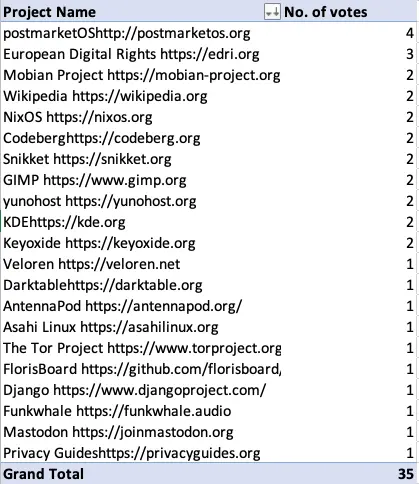 Project Name No. of votes
postmarketOShttp://postmarketos.org 4
European Digital Rights https://edri.org 3
Mobian Project https://mobian-project.org 2
Wikipedia https://wikipedia.org 2
NixOS https://nixos.org 2
Codeberghttps://codeberg.org 2
Snikket https://snikket.org 2
GIMP https://www.gimp.org 2
yunohost https://yunohost.org 2
KDEhttps://kde.org 2
Keyoxide https://keyoxide.org 2
Veloren https://veloren.net 1
Darktablehttps://darktable.org 1
AntennaPod https://antennapod.org/ 1
Asahi Linux https://asahilinux.org 1
The Tor Project https://www.torproject.org 1
FlorisBoard https://github.com/florisboard/ 1
Django https://www.djangoproject.com/ 1
Funkwhale https://funkwhale.audio 1
Mastodon https://joinmastodon.org 1
Privacy Guideshttps://privacyguides.org 1
Grand Total 35